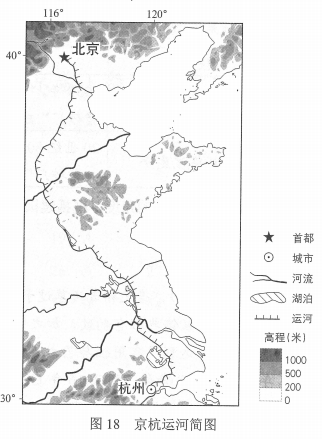 116°
120°
北京
40°
首都
城市
河流
湖泊
运河
高程(米)
1000
500
200
0
杭州
30°
图18 京杭运河简图